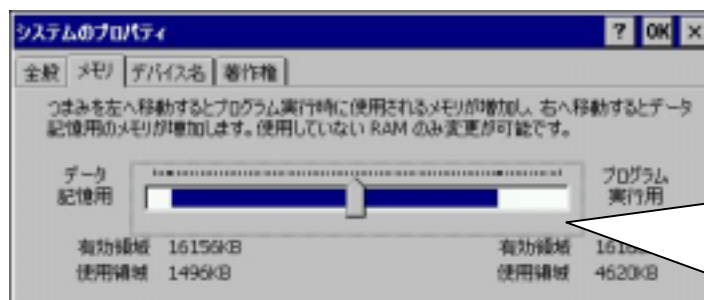 システムのプロパティ ? OK ×
全般 メモリ デバイス名 著作権
つまみを左へ移動するとプログラム実行時に使用されるメモリが増加し、右へ移動するとデータ
記憶用のメモリが増加します。使用していない RAM のみ変更が可能です。
データ
記憶用
プログラム
実行用
有効領域 16156KB 有効領域
使用領域 1496KB 使用領域 4620KB